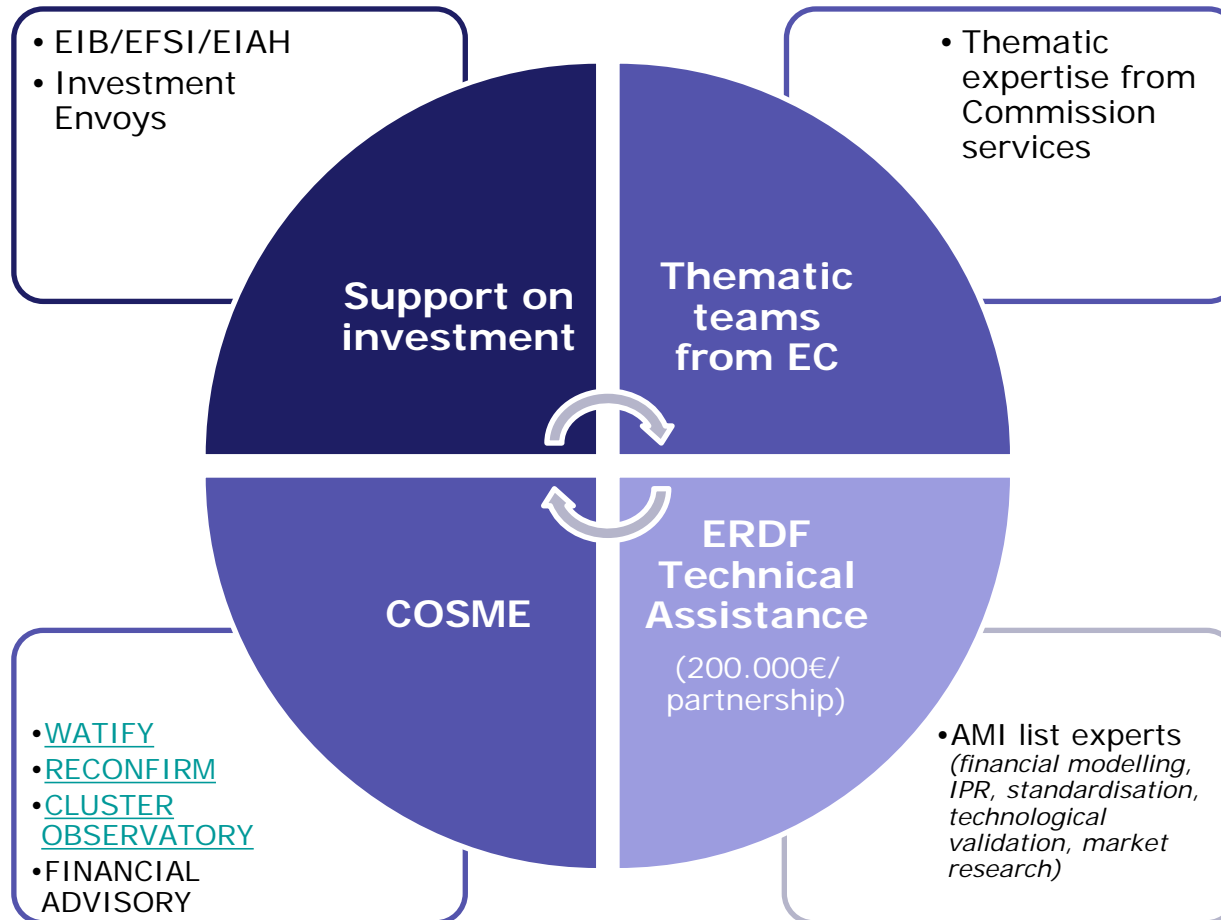 • EIB/EFSI/EIAH
• Investment
Envoys
• Thematic
expertise from
Commission
services
Support on
investment
Thematic
teams
from EC
COSME
ERDF
Technical
Assistance
(200.000€/
partnership)
•WATIFY
•RECONFIRM
•CLUSTER
OBSERVATORY
•FINANCIAL
ADVISORY
•AMI list experts
(financial modelling,
IPR, standardisation,
technological
validation, market
research)